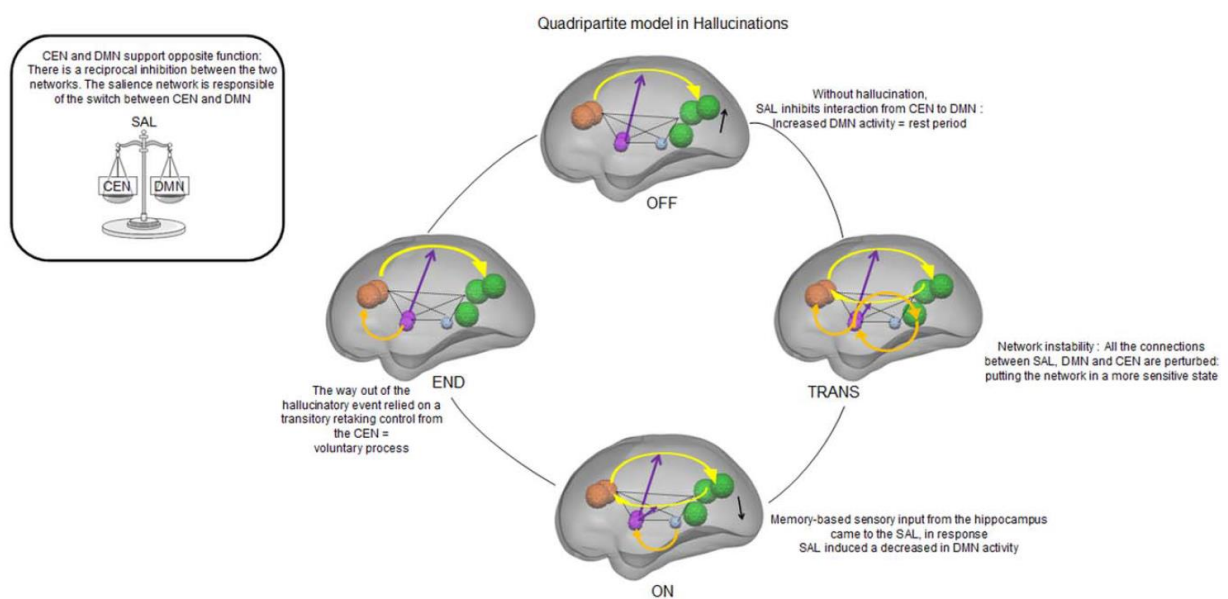 Quadripartite model in Hallucinations
CEN and DMN support opposite function:
There is a reciprocal inhibition between the two
networks. The salience network is responsible
of the switch between CEN and DMN
SAL
CEN
DMN
Without hallucination,
SAL inhibits interaction from CEN to DMN :
Increased DMN activity = rest period
OFF
Network instability : All the connections
between SAL, DMN and CEN are perturbed:
putting the network in a more sensitive state
TRANS
END
The way out of the
hallucinatory event relied on a
transitory retaking control from
the CEN =
voluntary process
Memory-based sensory input from the hippocampus
came to the SAL, in response
SAL induced a decreased in DMN activity
ON